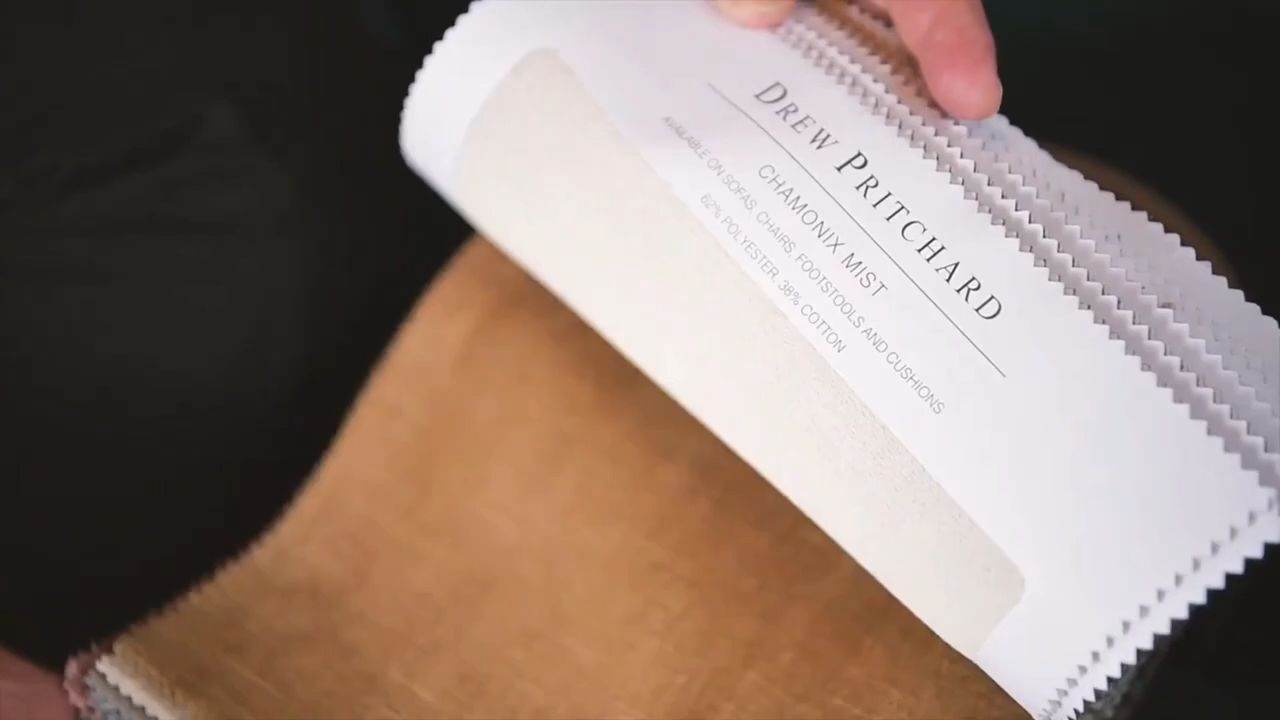 DREW PRITCHARD
CHAMONIX MIST
AVAILABLE ON SOFAS, CHAIRS, FOOTSTOOLS AND CUSHIONS
62% POLYESTER, 38% COTTON